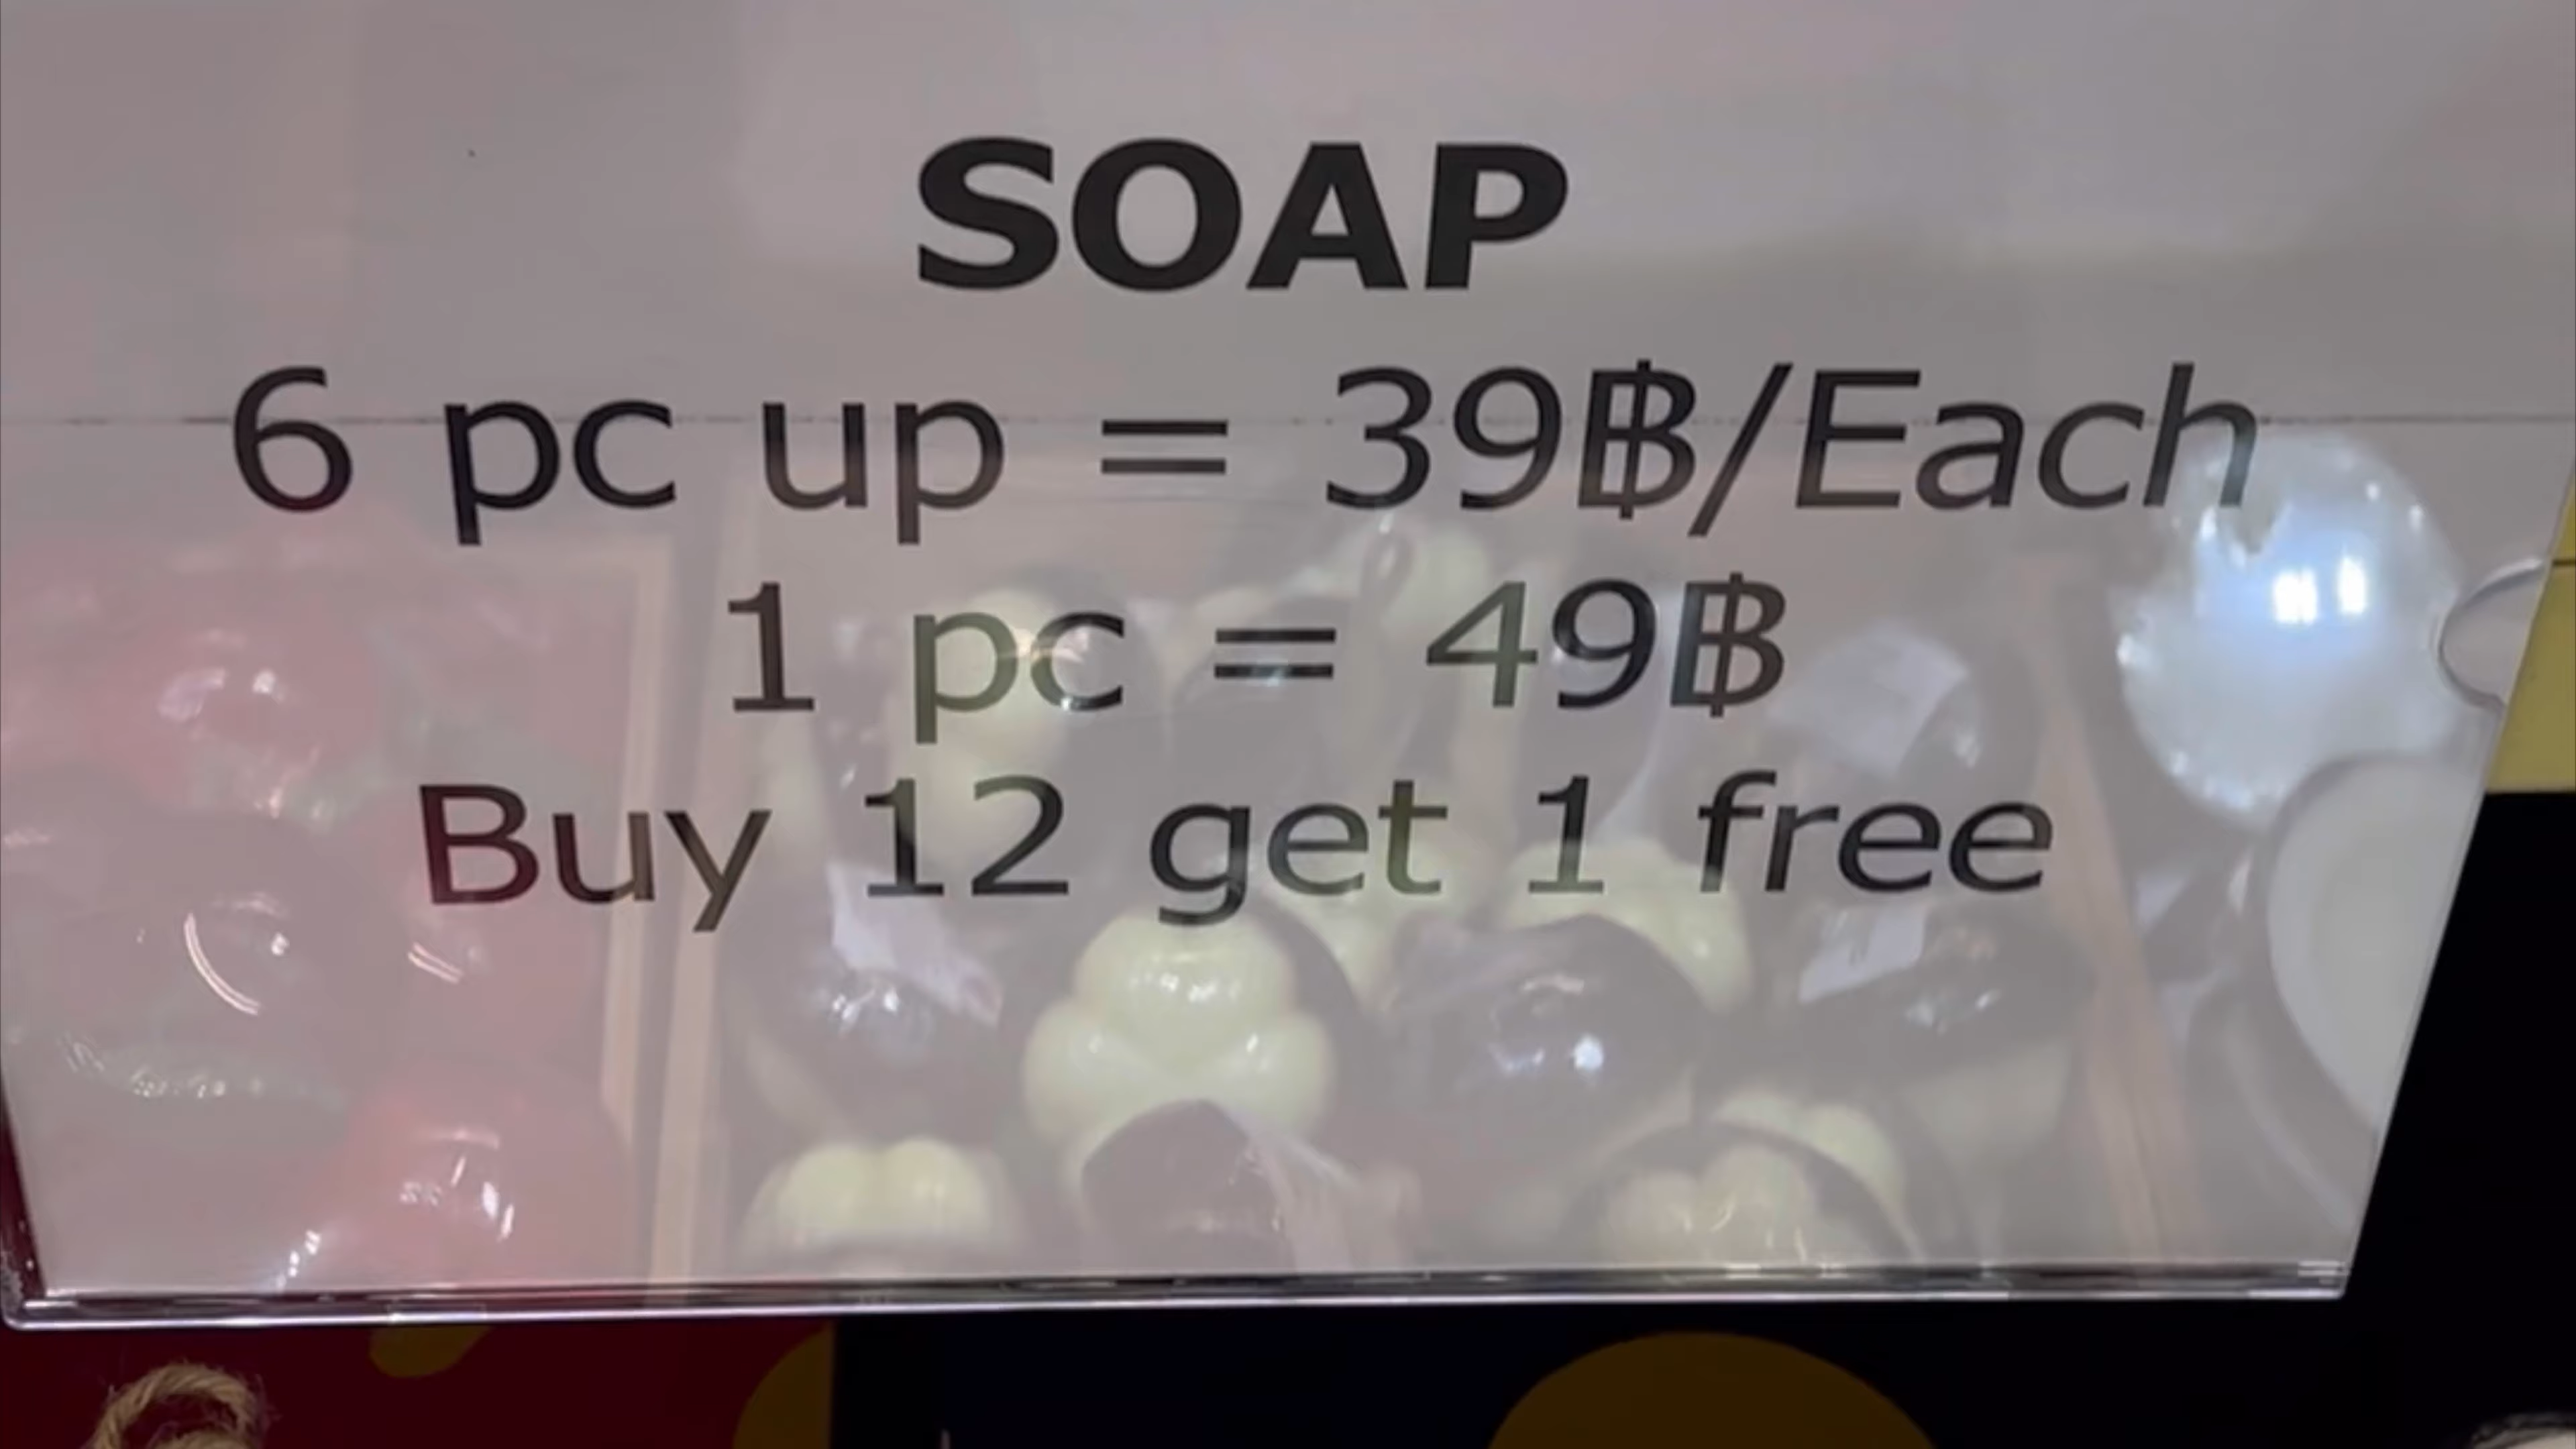 SOAP
6 pc up = 39฿/Each
1 pc = 49฿
Buy 12 get 1 free